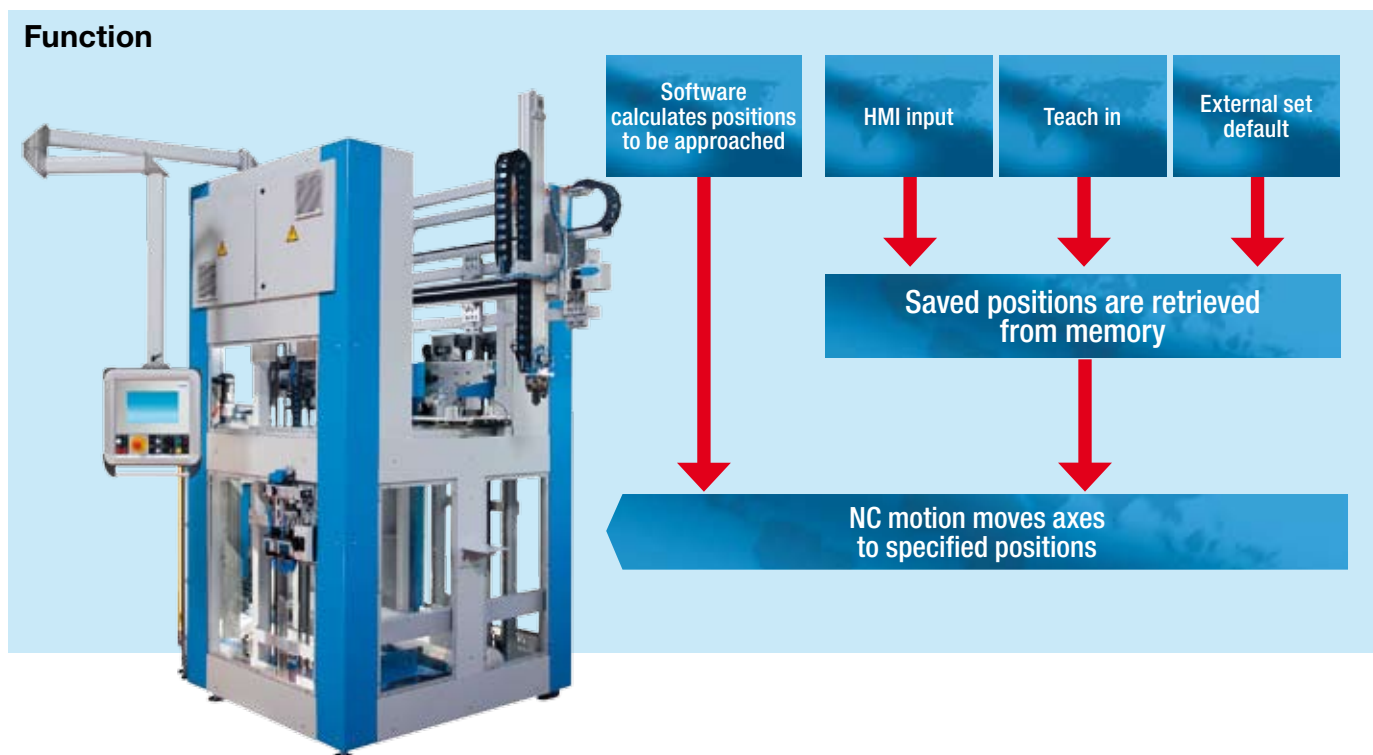 Function
Software
calculates positions
to be approached
HMI input
Teach in
External set
default
Saved positions are retrieved
from memory
NC motion moves axes
to specified positions